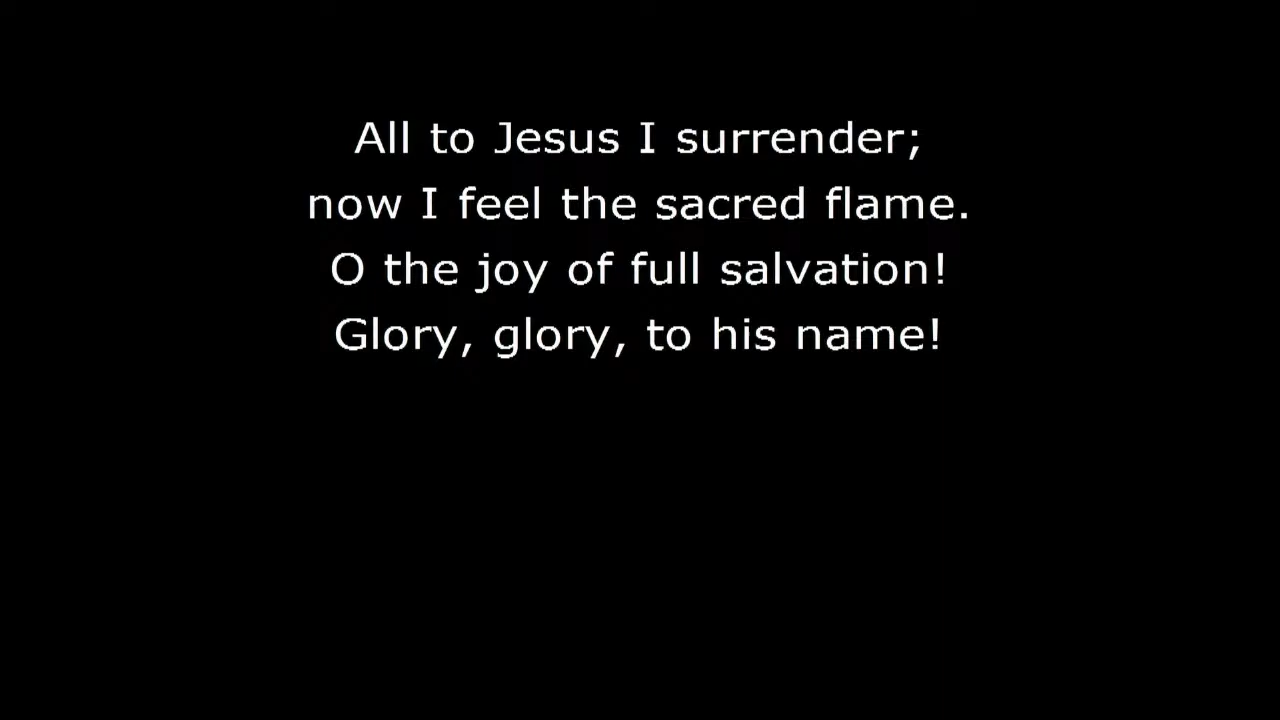 All to Jesus I surrender;
now I feel the sacred flame.
O the joy of full salvation!
Glory, glory, to his name!